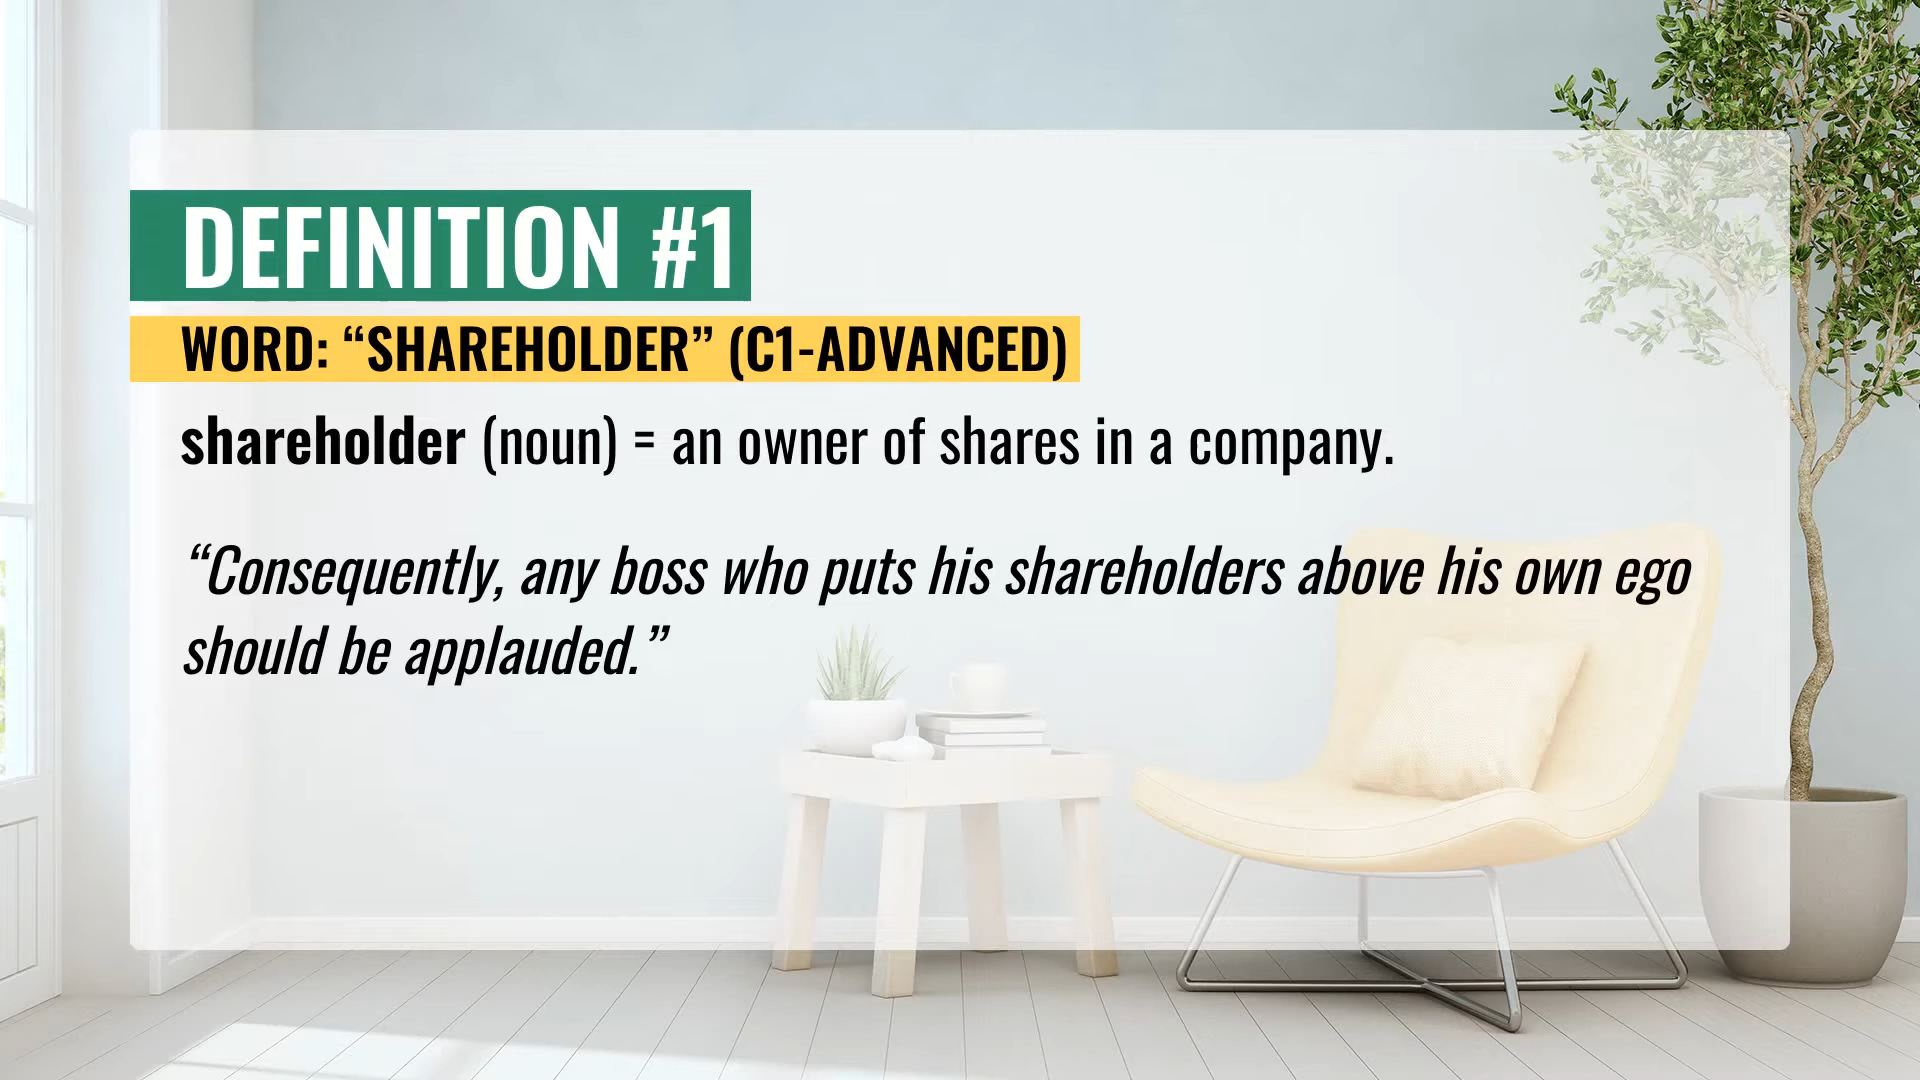 DEFINITION #1
WORD: “SHAREHOLDER” (C1-ADVANCED)
shareholder (noun) = an owner of shares in a company.
“Consequently, any boss who puts his shareholders above his own ego
should be applauded.”